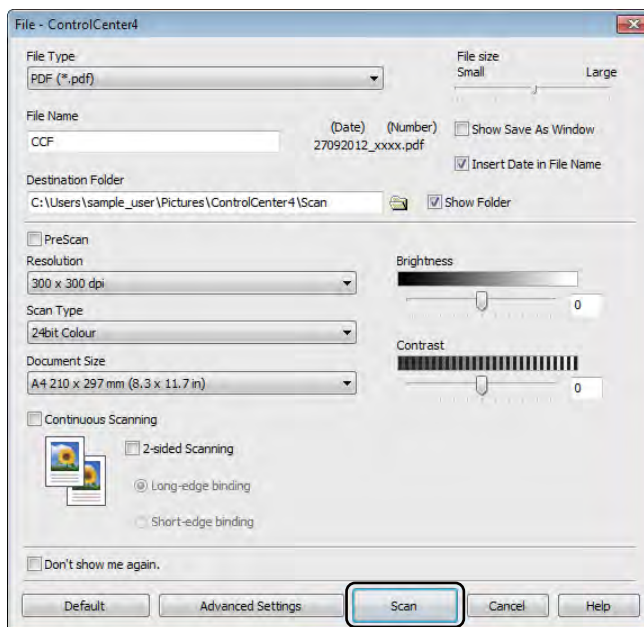 File - ControlCenter4
File Type
PDF (*.pdf)
File size
Small Large
File Name
CCF
(Date) (Number)
27092012_xxxx.pdf
Show Save As Window
Insert Date in File Name
Destination Folder
C:\Users\sample_user\Pictures\ControlCenter4\Scan
Show Folder
PreScan
Resolution
300 x 300 dpi
Scan Type
24bit Colour
Document Size
A4 210 x 297 mm (8.3 x 11.7 in)
Brightness
0
Contrast
0
Continuous Scanning
2-sided Scanning
Long-edge binding
Short-edge binding
Don't show me again.
Default Advanced Settings Scan Cancel Help